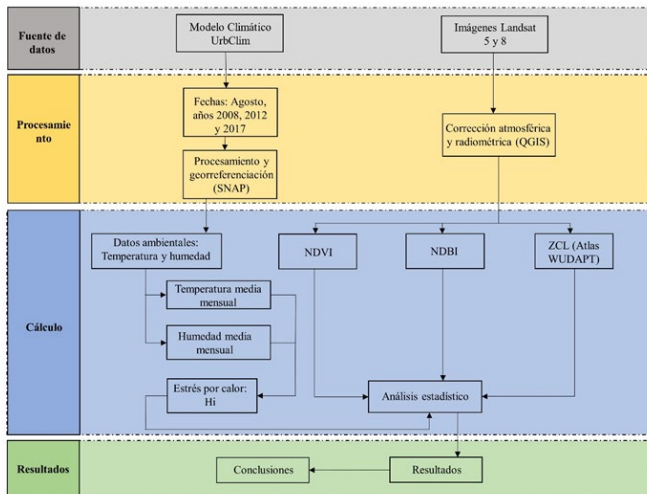 Fuente de
datos
Modelo Climático
UrbClim
Imágenes Landsat
5 y 8
Procesamie
nto
Fechas: Agosto,
años 2008, 2012
y 2017
Procesamiento y
georreferenciación
(SNAP)
Corrección atmosférica
y radiométrica (QGIS)
Cálculo
Datos ambientales:
Temperatura y humedad
NDVI
NDBI
ZCL (Atlas
WUDAPT)
Temperatura media
mensual
Humedad media
mensual
Estrés por calor:
Hi
Análisis estadístico
Resultados
Conclusiones
Resultados